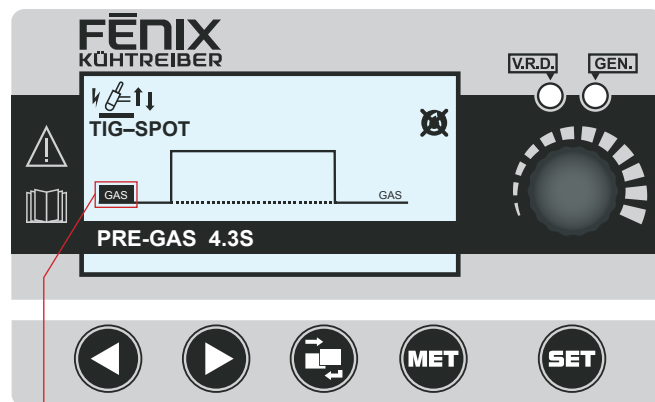 FĒNIX
KÜHTREIBER
V.R.D.
GEN.
TIG–SPOT
GAS
GAS
PRE-GAS 4.3S
MET
SET